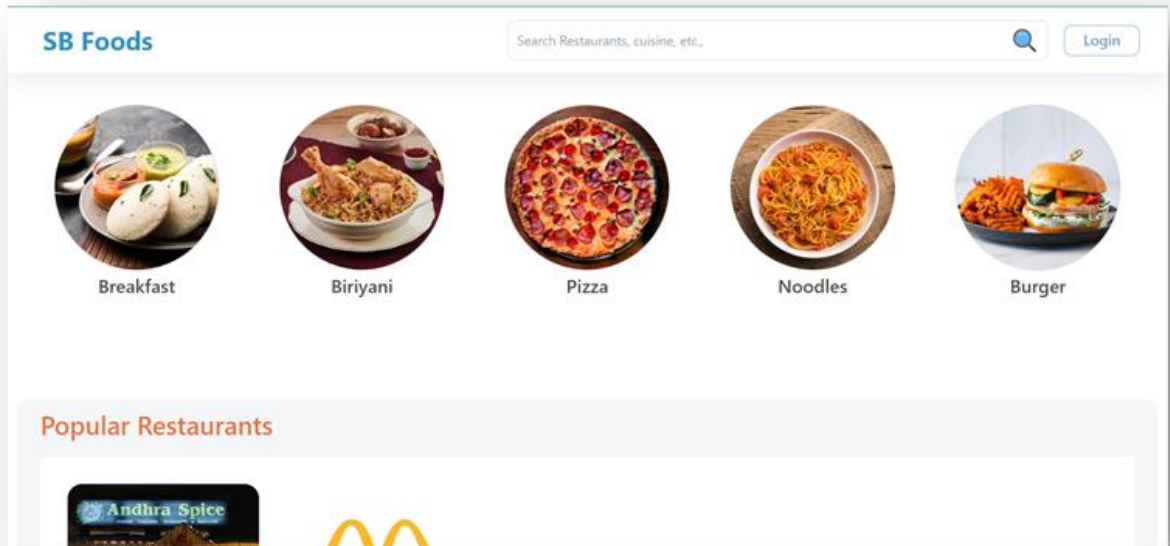 SB Foods
Search Restaurants, cuisine, etc.,
Login
Breakfast
Biriyani
Pizza
Noodles
Burger
Popular Restaurants
Andhra Spice